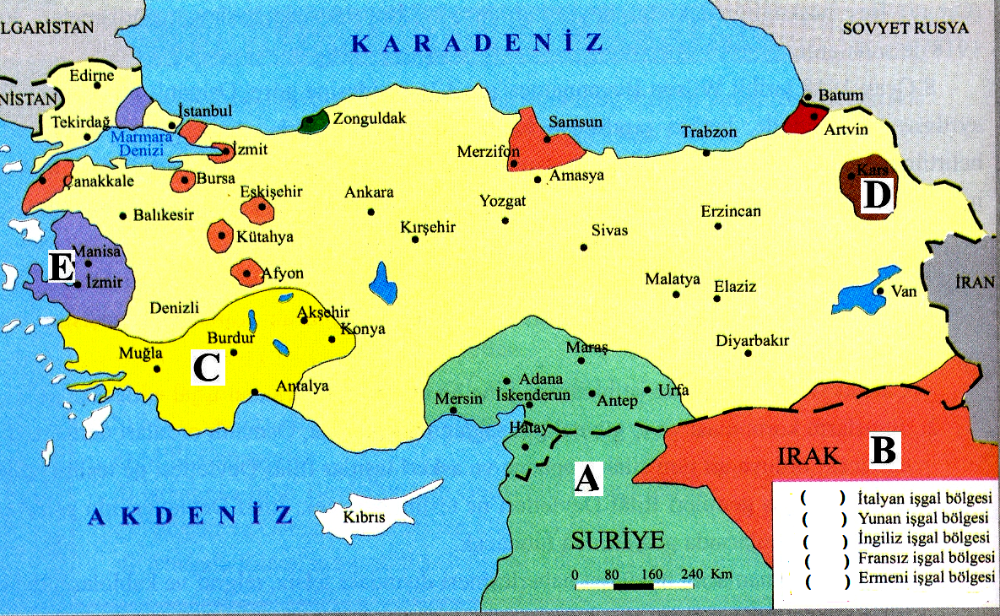 LGARİSTAN
KARADENİZ
SOVYET RUSYA
Edirne
NİSTAN
Batum
İstanbul
Zonguldak
Tekirdağ
Samsun
Artvin
Marmara
Denizi
Trabzon
İzmit
Merzifon
Çanakkale
Bursa
Amasya
Kars
Eskişehir
Ankara
Yozgat
D
Balıkesir
Erzincan
Kırşehir
Sivas
Kütahya
Manisa
E
Afyon
İzmir
Malatya
Elaziz
İRAN
Van
Denizli
Akşehir
Konya
Burdur
Diyarbakır
Maraş
Muğla
C
Adana
Antalya
Urfa
Mersin
İskenderun
Antep
Hatay
IRAK
B
A
AKDENİZ
Kıbrıs
SURİYE
0 80 160 240 Km
( ) İtalyan işgal bölgesi
( ) Yunan işgal bölgesi
( ) İngiliz işgal bölgesi
( ) Fransız işgal bölgesi
( ) Ermeni işgal bölgesi